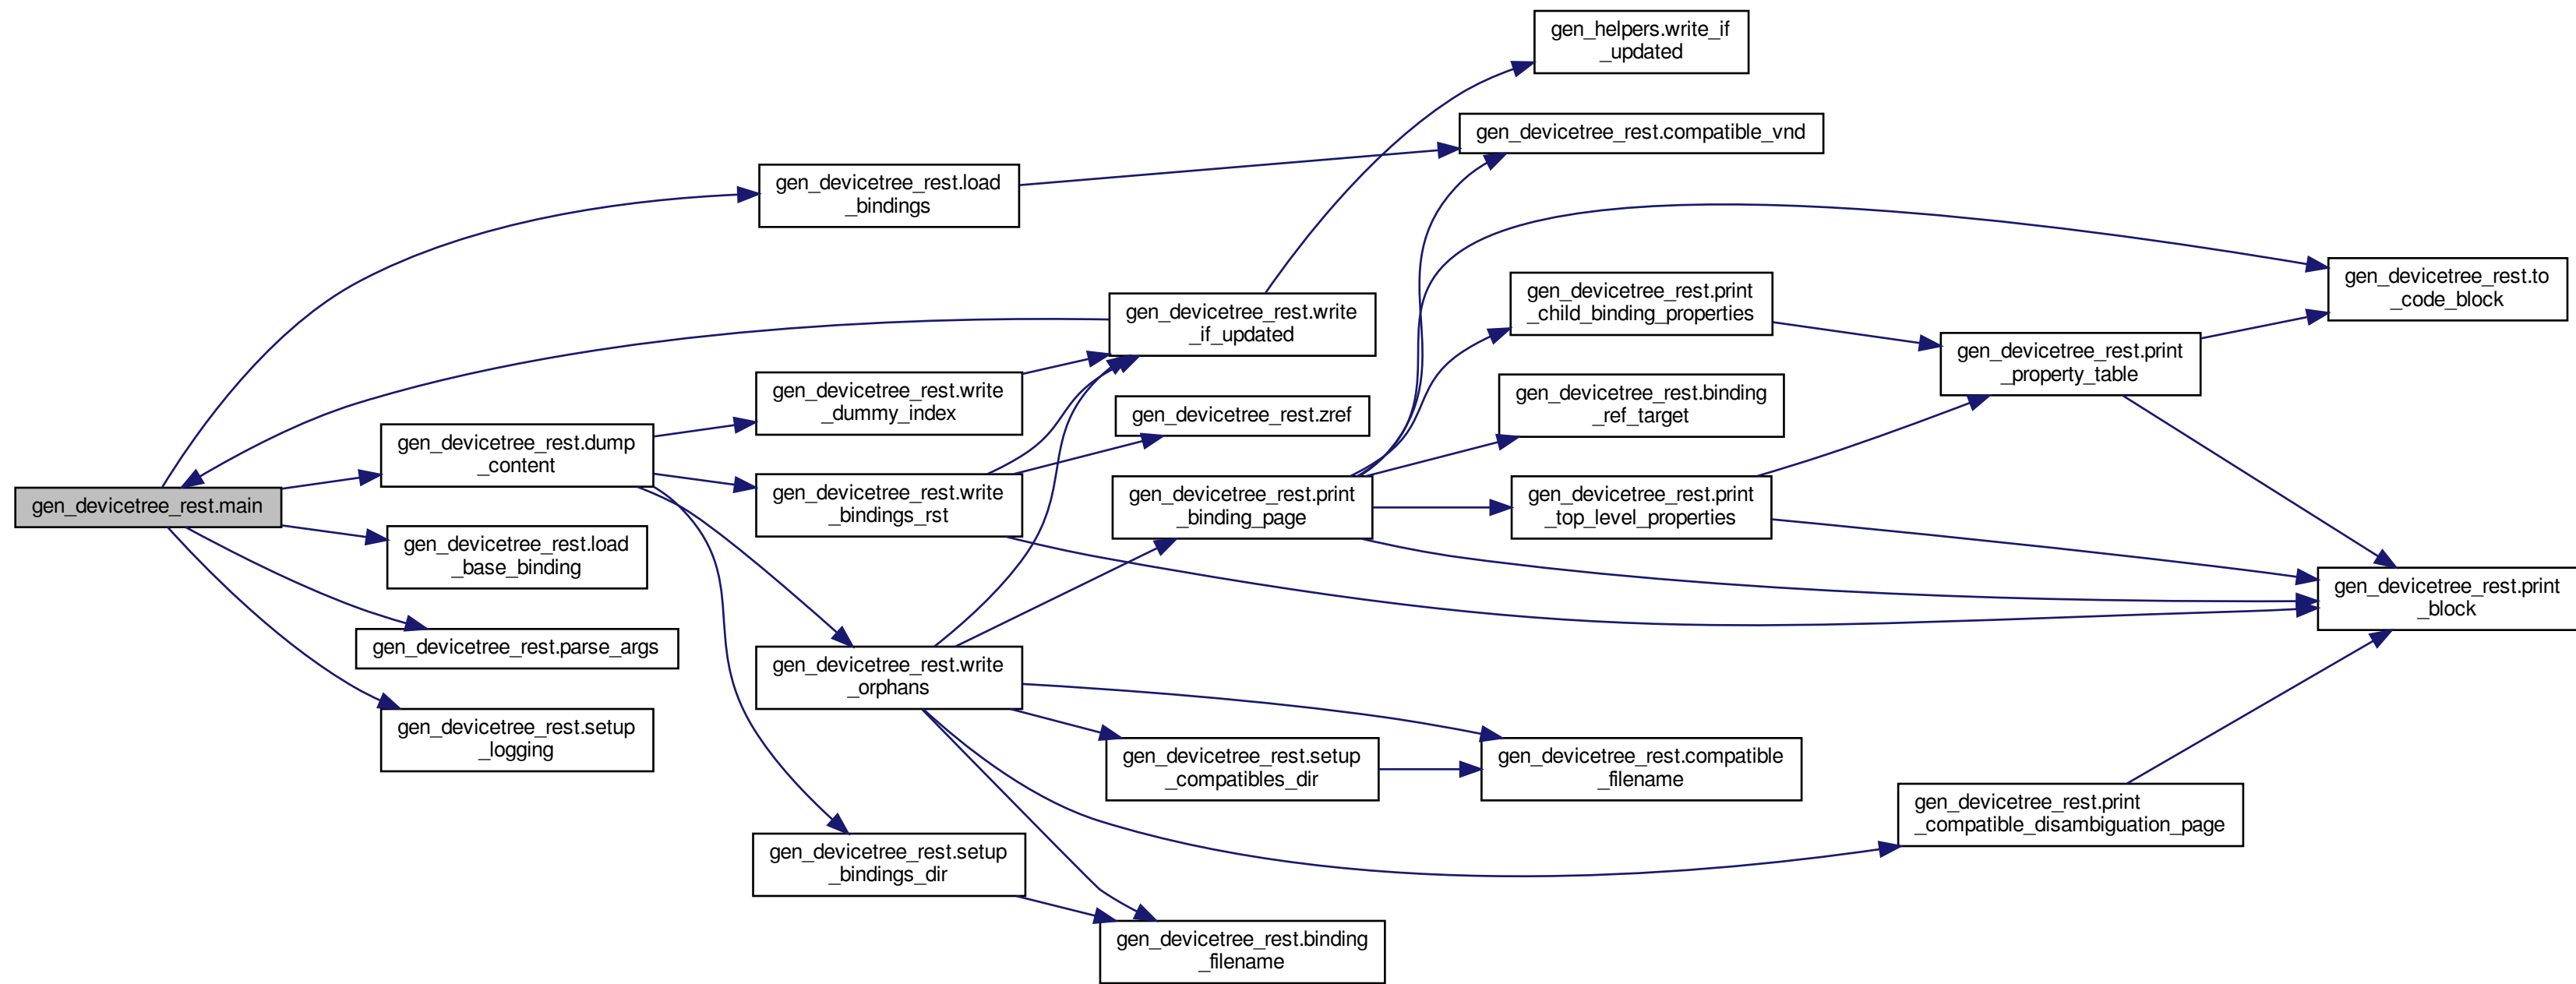 gen_helpers.write_if
_updated
gen_devicetree_rest.compatible_vnd
gen_devicetree_rest.load
_bindings
gen_devicetree_rest.to
_code_block
gen_devicetree_rest.print
_child_binding_properties
gen_devicetree_rest.write
_if_updated
gen_devicetree_rest.print
_property_table
gen_devicetree_rest.write
_dummy_index
gen_devicetree_rest.binding
_ref_target
gen_devicetree_rest.zref
gen_devicetree_rest.dump
_content
gen_devicetree_rest.main
gen_devicetree_rest.write
_bindings_rst
gen_devicetree_rest.print
_binding_page
gen_devicetree_rest.print
_top_level_properties
gen_devicetree_rest.load
_base_binding
gen_devicetree_rest.print
_block
gen_devicetree_rest.parse_args
gen_devicetree_rest.write
_orphans
gen_devicetree_rest.setup
_logging
gen_devicetree_rest.setup
_compatibles_dir
gen_devicetree_rest.compatible
_filename
gen_devicetree_rest.print
_compatible_disambiguation_page
gen_devicetree_rest.setup
_bindings_dir
gen_devicetree_rest.binding
_filename